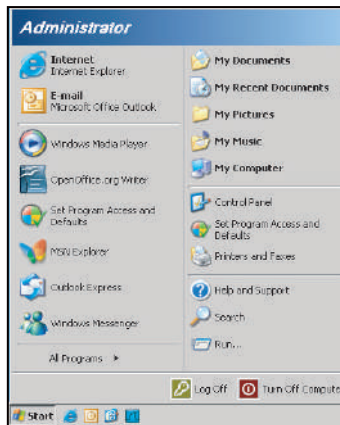 Administrator
Internet
Internet Explorer
E-mail
Microsoft Office Outlook
Windows Media Player
OpenOffice.org Writer
Set Program Access and
Defaults
MSN Explorer
Outlook Express
Windows Messenger
All Programs
My Documents
My Recent Documents
My Pictures
My Music
My Computer
Control Panel
Set Program Access and
Defaults
Printers and Faxes
Help and Support
Search
Run...
Log Off Turn Off Compute
Start